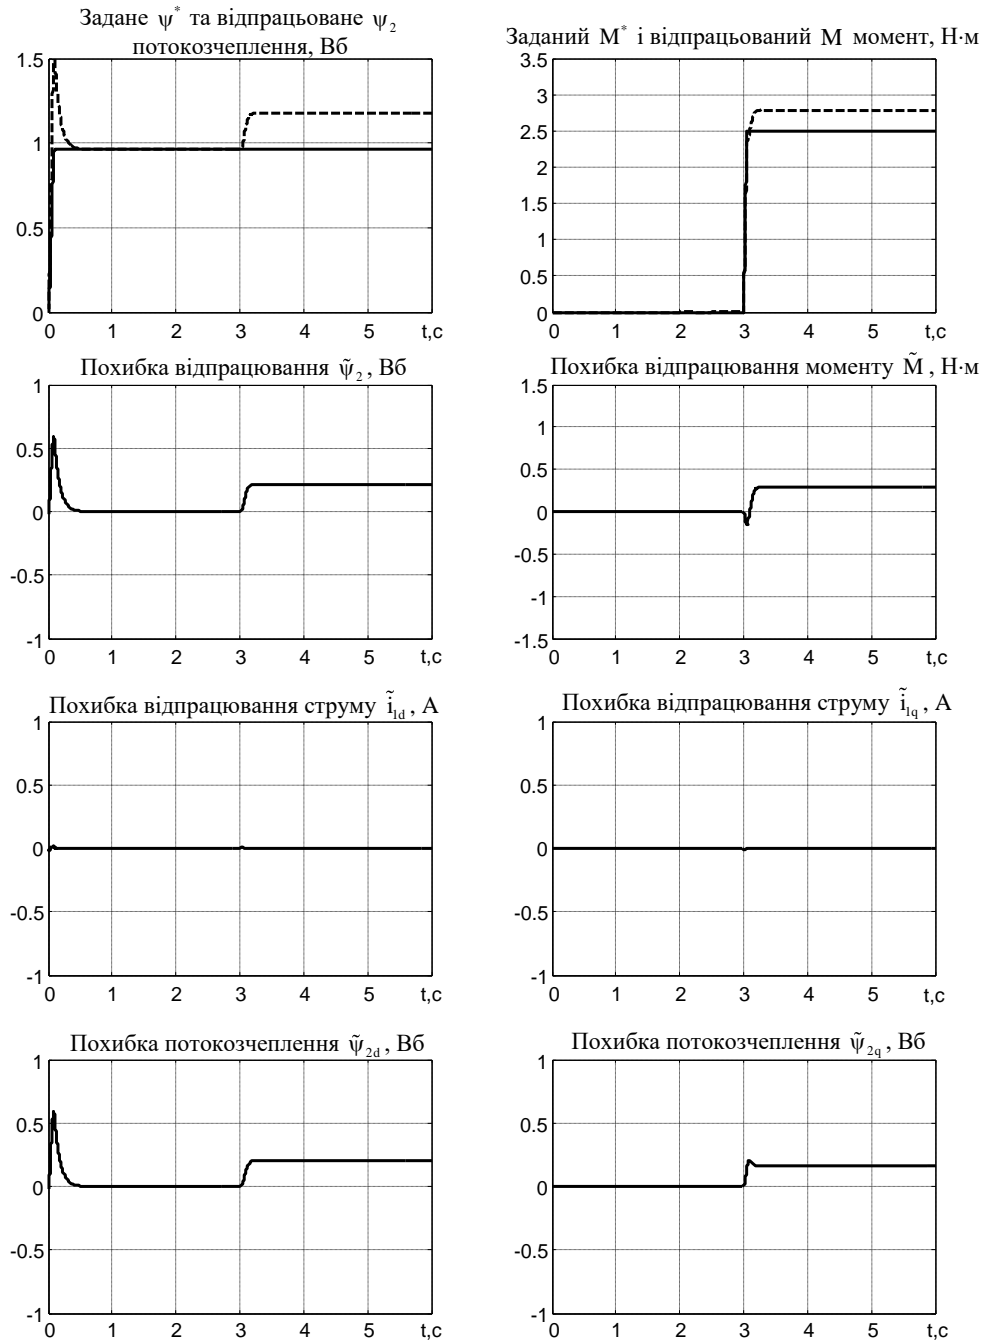 Задане ψ* та відпрацьоване ψ₂
потокозчеплення, Вб
1.5
1
0.5
0
0 1 2 3 4 5 t,c
Заданий M* і відпрацьований M момент, Н·м
3.5
3
2.5
2
1.5
1
0.5
0
0 1 2 3 4 5 t,c
Похибка відпрацювання ψ̃₂, Вб
1
0.5
0
-0.5
-1
0 1 2 3 4 5 t,c
Похибка відпрацювання моменту M̃, Н·м
1.5
1
0.5
0
-0.5
-1
-1.5
0 1 2 3 4 5 t,c
Похибка відпрацювання струму ĩ1d, А
1
0.5
0
-0.5
-1
0 1 2 3 4 5 t,c
Похибка відпрацювання струму ĩ1q, А
1
0.5
0
-0.5
-1
0 1 2 3 4 5 t,c
Похибка потокозчеплення ψ̃2d, Вб
1
0.5
0
-0.5
-1
0 1 2 3 4 5 t,c
Похибка потокозчеплення ψ̃2q, Вб
1
0.5
0
-0.5
-1
0 1 2 3 4 5 t,c